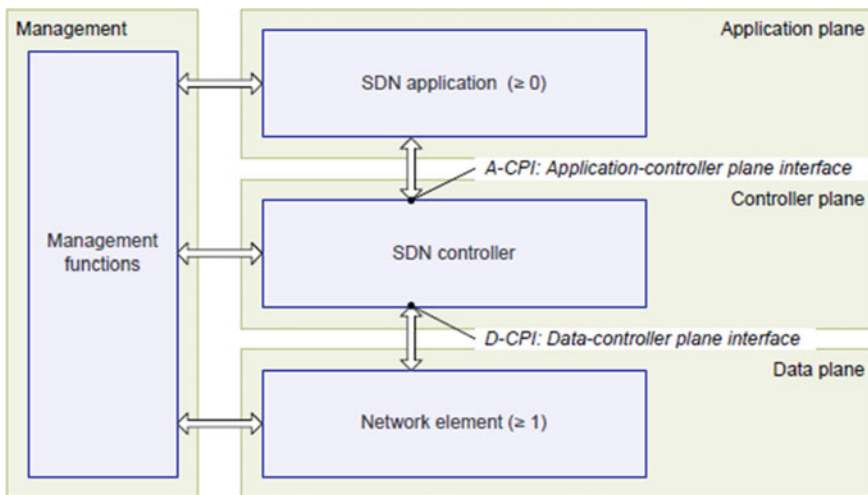 Management
Application plane
SDN application (≥ 0)
A-CPI: Application-controller plane interface
Controller plane
Management
functions
SDN controller
D-CPI: Data-controller plane interface
Data plane
Network element (≥ 1)